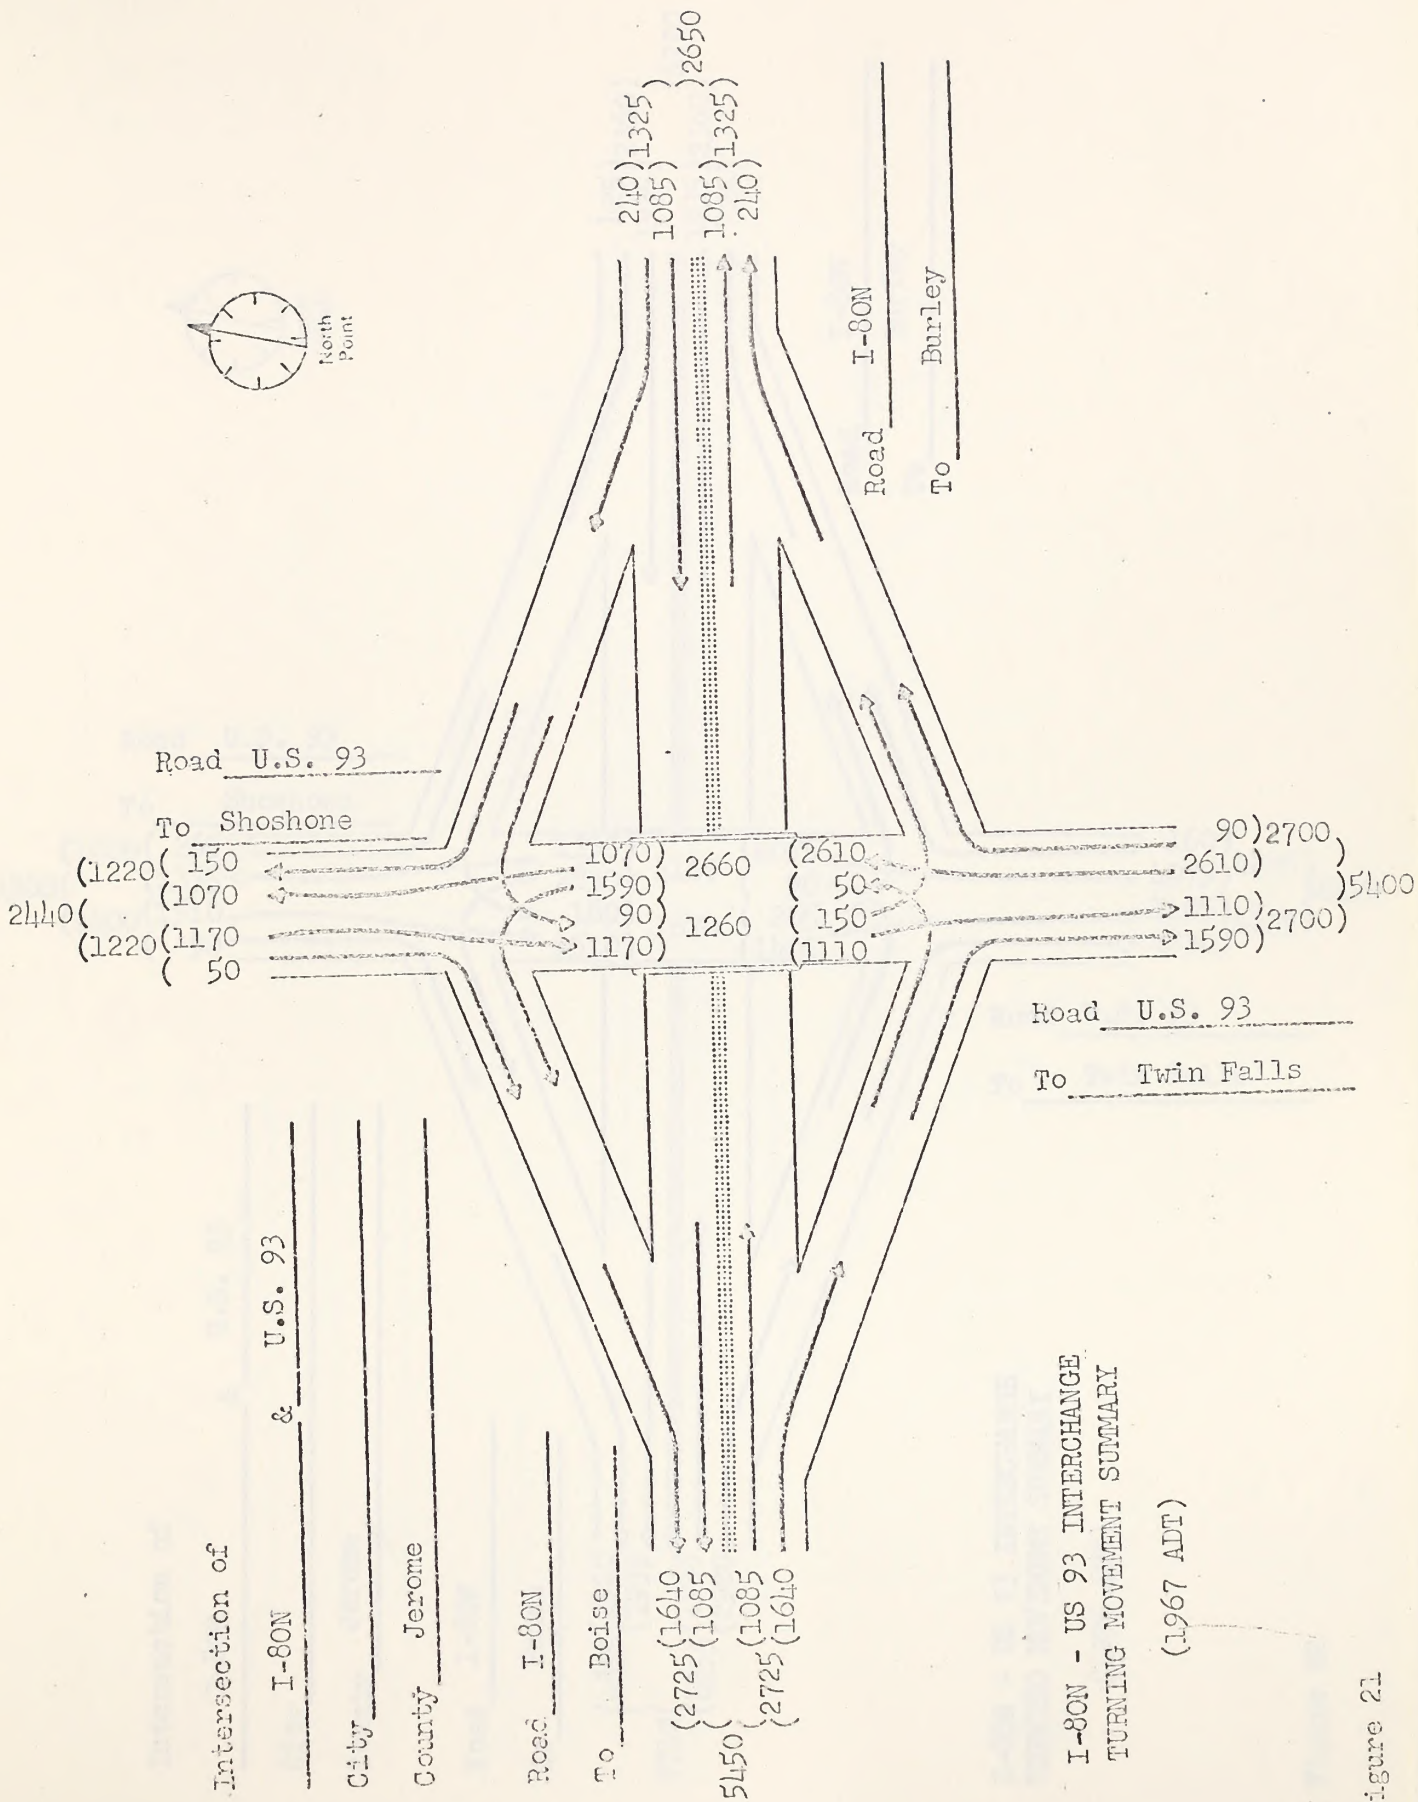 240)1325)
1085)
)2650
1085)1325)
240)
North
Point
Road I-80N
To Burley
Road U.S. 93
To Shoshone
(1220( 150
(1070
2440(
(1220(1170
( 50
1070)
1590)
2660
90)
1170)
1260
(2610
( 50
( 150
(1110
90)2700)
2610)
)5400
1110)2700)
1590)
Road U.S. 93
To Twin Falls
Intersection of
I-80N & U.S. 93
City
County Jerome
Road I-80N
To Boise
(2725(1640
(1085
5450(
(2725(1085
(1640
I-80N - US 93 INTERCHANGE
TURNING MOVEMENT SUMMARY
(1967 ADT)
igure 21